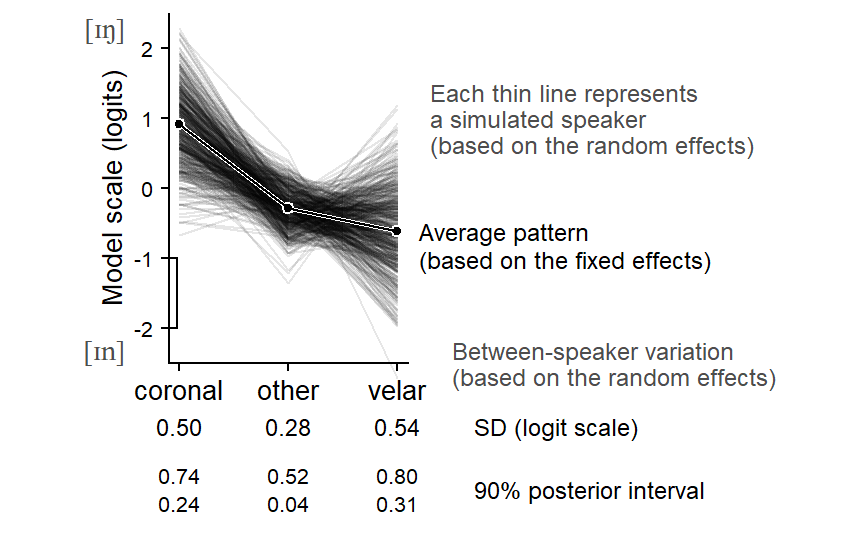 [ɪŋ]
2
1
0
-1
-2
Model scale (logits)
[ɪn]
Each thin line represents
a simulated speaker
(based on the random effects)
Average pattern
(based on the fixed effects)
Between-speaker variation
(based on the random effects)
coronal other velar
0.50 0.28 0.54 SD (logit scale)
0.74 0.52 0.80
90% posterior interval
0.24 0.04 0.31